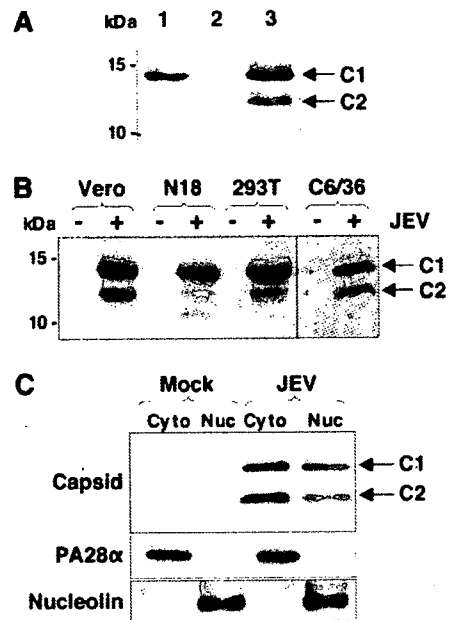 A kDa 1 2 3
15
C1
C2
10
B Vero N18 293T C6/36
kDa - + - + - + - + JEV
15
C1
C2
10
C Mock JEV
Cyto Nuc Cyto Nuc
Capsid
C1
C2
PA28α
Nucleolin